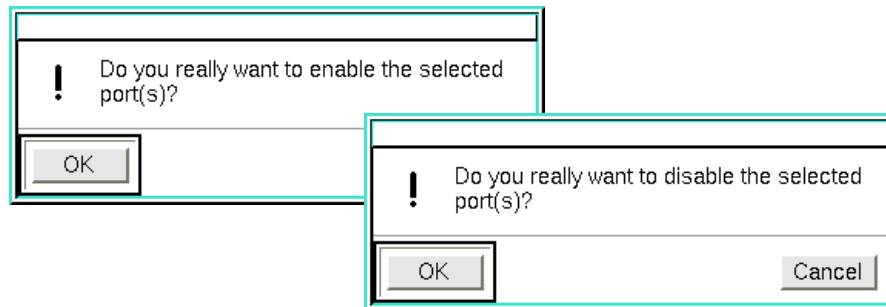 Do you really want to enable the selected
port(s)?
OK
Do you really want to disable the selected
port(s)?
OK Cancel